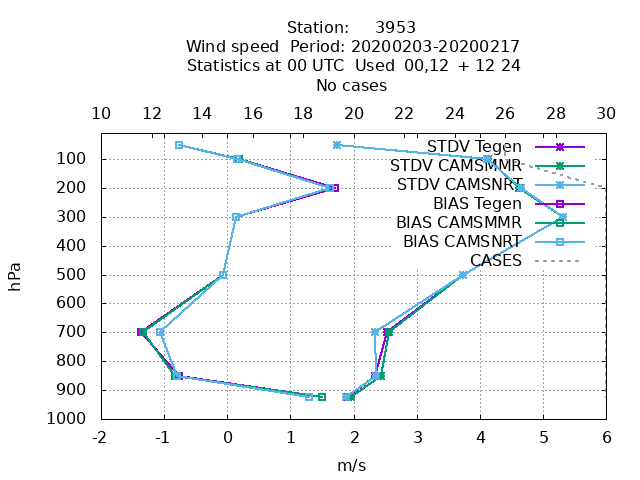 Station: 3953
Wind speed Period: 20200203-20200217
Statistics at 00 UTC Used 00,12 + 12 24
No cases
10 12 14 16 18 20 22 24 26 28 30
STDV Tegen
STDV CAMSMMR
STDV CAMSNRT
BIAS Tegen
BIAS CAMSMMR
BIAS CAMSNRT
CASES
100
200
300
400
500
600
700
800
900
1000
hPa
-2 -1 0 1 2 3 4 5 6
m/s